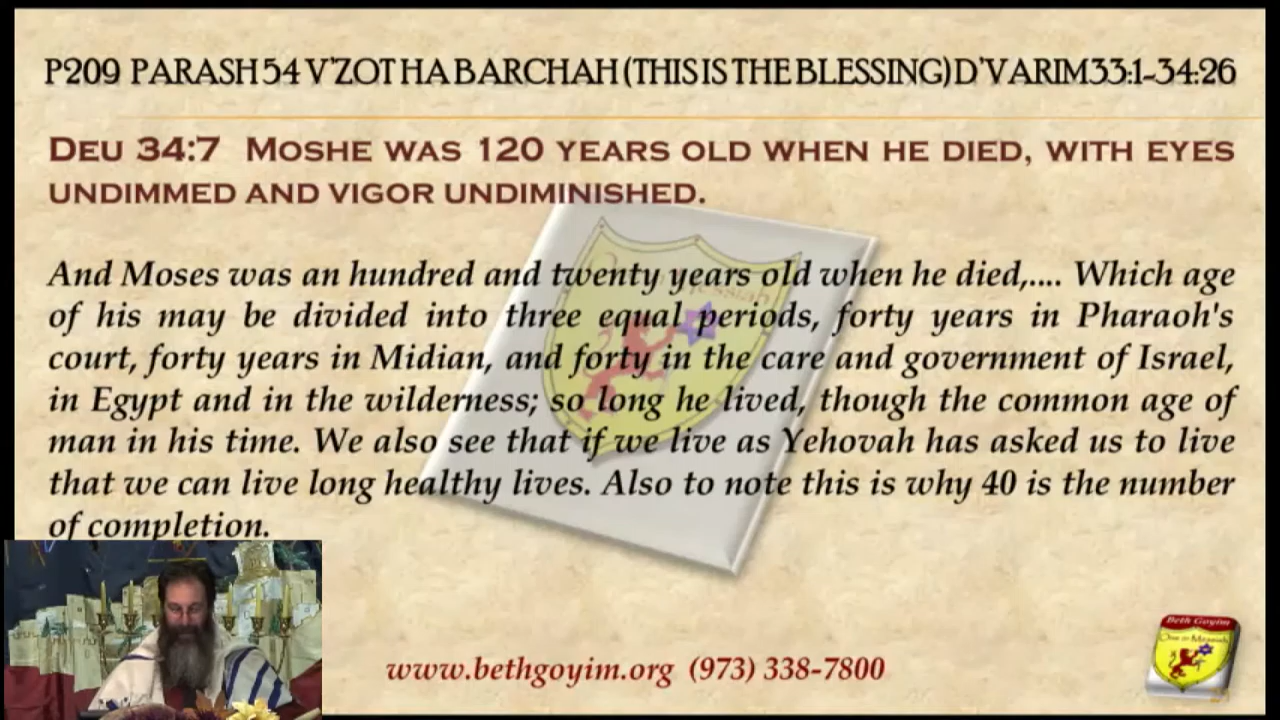 P209 PARASH 54 V'ZOT HA BARCHAH (THIS IS THE BLESSING) D'VARIM 33:1-34:26
DEU 34:7 MOSHE WAS 120 YEARS OLD WHEN HE DIED, WITH EYES
UNDIMMED AND VIGOR UNDIMINISHED.
And Moses was an hundred and twenty years old when he died,.... Which age
of his may be divided into three equal periods, forty years in Pharaoh's
court, forty years in Midian, and forty in the care and government of Israel,
in Egypt and in the wilderness; so long he lived, though the common age of
man in his time. We also see that if we live as Yehovah has asked us to live
that we can live long healthy lives. Also to note this is why 40 is the number
of completion.
www.bethgoyim.org (973) 338-7800
Beth Goyim
One in Messiah